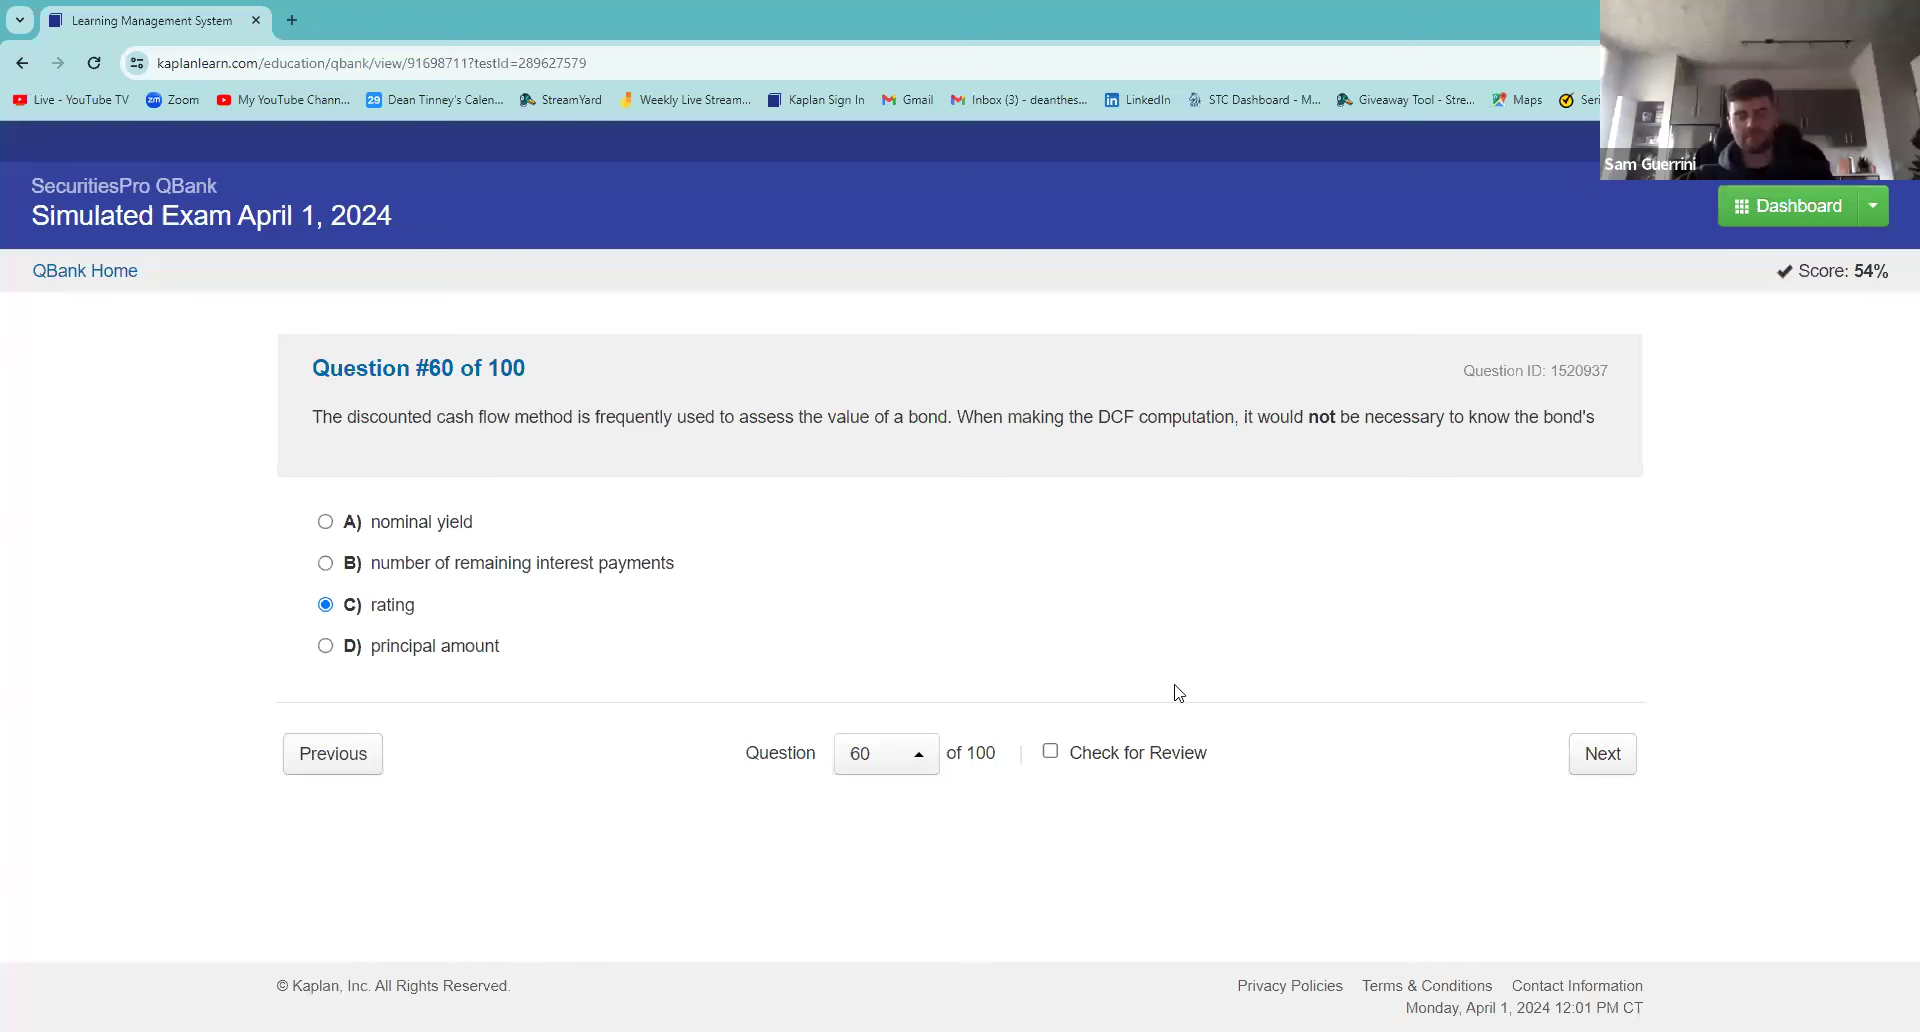 Learning Management System
kaplanlearn.com/education/qbank/view/91698711?testId=289627579
Live - YouTube TV
Zoom
My YouTube Chann...
29 Dean Tinney's Calen...
StreamYard
Weekly Live Stream...
Kaplan Sign In
Gmail
Inbox (3) - deanthes...
LinkedIn
STC Dashboard - M...
Giveaway Tool - Stre...
Maps
Seri
Sam Guerrini
SecuritiesPro QBank
Simulated Exam April 1, 2024
Dashboard
QBank Home
Score: 54%
Question #60 of 100
Question ID: 1520937
The discounted cash flow method is frequently used to assess the value of a bond. When making the DCF computation, it would not be necessary to know the bond's
A) nominal yield
B) number of remaining interest payments
C) rating
D) principal amount
Previous
Question 60 of 100 | Check for Review
Next
© Kaplan, Inc. All Rights Reserved.
Privacy Policies Terms & Conditions Contact Information
Monday, April 1, 2024 12:01 PM CT